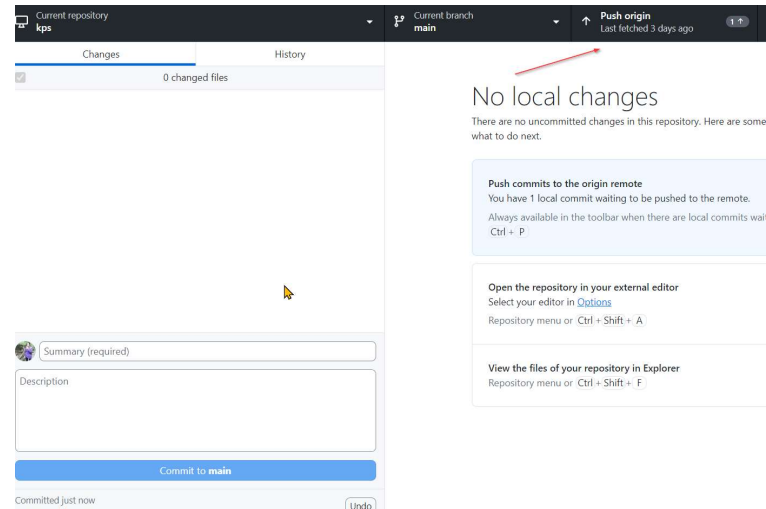 Current repository
kps
Current branch
main
Push origin
Last fetched 3 days ago
1
Changes
History
0 changed files
No local changes
There are no uncommitted changes in this repository. Here are some
what to do next.
Push commits to the origin remote
You have 1 local commit waiting to be pushed to the remote.
Always available in the toolbar when there are local commits wai
Ctrl + P
Open the repository in your external editor
Select your editor in Options
Repository menu or Ctrl + Shift + A
View the files of your repository in Explorer
Repository menu or Ctrl + Shift + F
Summary (required)
Description
Commit to main
Committed just now
Undo